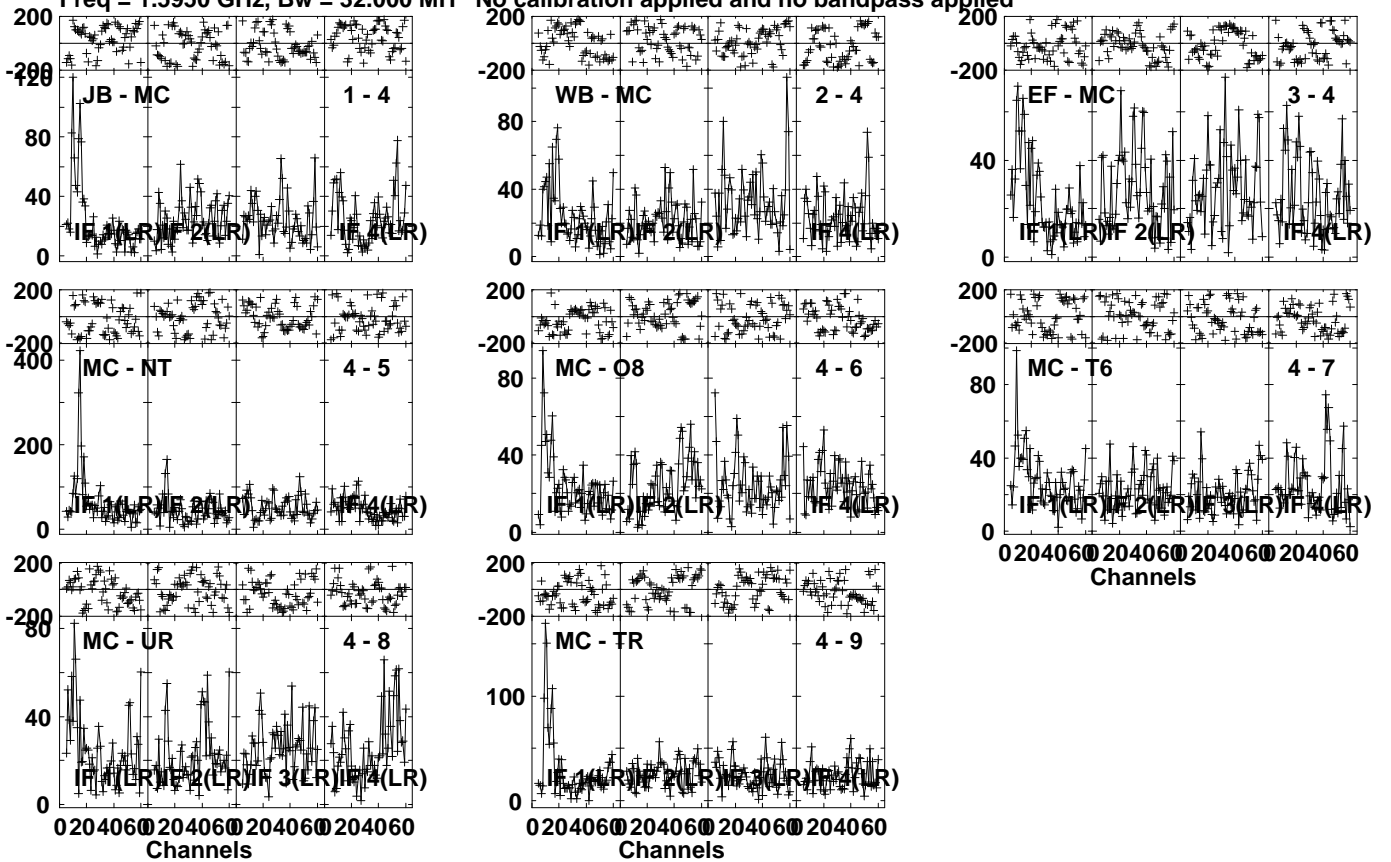 Freq = 1.5950 GHz, Bw = 32.000 MH No calibration applied and no bandpass applied
200
-200
120
80
40
0
JB - MC
1 - 4
IF 1(LR)
IF 2(LR)
IF 4(LR)
200
-200
80
40
0
WB - MC
2 - 4
IF 1(LR)
IF 2(LR)
IF 4(LR)
200
-200
40
0
EF - MC
3 - 4
IF 1(LR)
IF 2(LR)
IF 4(LR)
200
-200
400
200
0
MC - NT
4 - 5
IF 1(LR)
IF 2(LR)
IF 4(LR)
200
-200
80
40
0
MC - O8
4 - 6
IF 1(LR)
IF 2(LR)
IF 4(LR)
200
-200
80
40
0
MC - T6
4 - 7
IF 1(LR)
IF 2(LR)
IF 3(LR)
IF 4(LR)
0 20 40 60 0 20 40 60 0 20 40 60 0 20 40 60
Channels
200
-200
80
40
0
MC - UR
4 - 8
IF 1(LR)
IF 2(LR)
IF 3(LR)
IF 4(LR)
0 20 40 60 0 20 40 60 0 20 40 60 0 20 40 60
Channels
200
-200
100
0
MC - TR
4 - 9
IF 1(LR)
IF 2(LR)
IF 3(LR)
IF 4(LR)
0 20 40 60 0 20 40 60 0 20 40 60 0 20 40 60
Channels